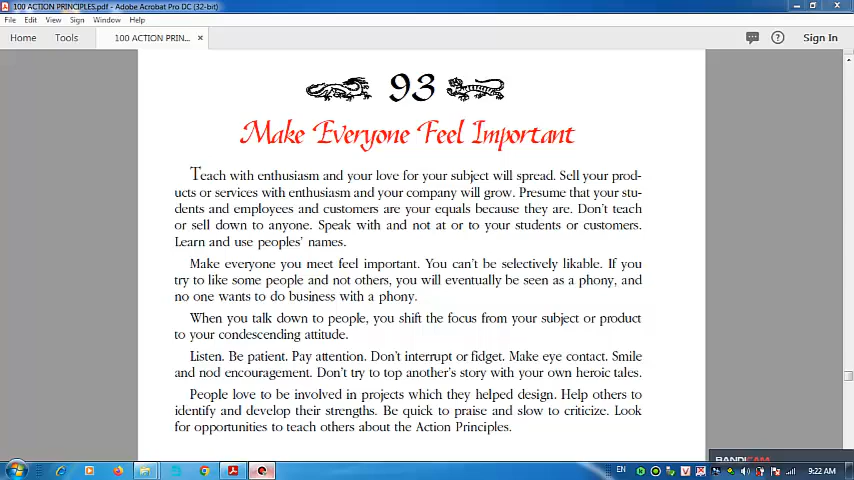 100 ACTION PRINCIPLES.pdf - Adobe Acrobat Pro DC (32-bit)
File Edit View Sign Window Help
Home Tools 100 ACTION PRIN... × Sign In
93
Make Everyone Feel Important
Teach with enthusiasm and your love for your subject will spread. Sell your prod-
ucts or services with enthusiasm and your company will grow. Presume that your stu-
dents and employees and customers are your equals because they are. Don't teach
or sell down to anyone. Speak with and not at or to your students or customers.
Learn and use peoples' names.
Make everyone you meet feel important. You can't be selectively likable. If you
try to like some people and not others, you will eventually be seen as a phony, and
no one wants to do business with a phony.
When you talk down to people, you shift the focus from your subject or product
to your condescending attitude.
Listen. Be patient. Pay attention. Don't interrupt or fidget. Make eye contact. Smile
and nod encouragement. Don't try to top another's story with your own heroic tales.
People love to be involved in projects which they helped design. Help others to
identify and develop their strengths. Be quick to praise and slow to criticize. Look
for opportunities to teach others about the Action Principles.
BANDICAM
EN 9:22 AM